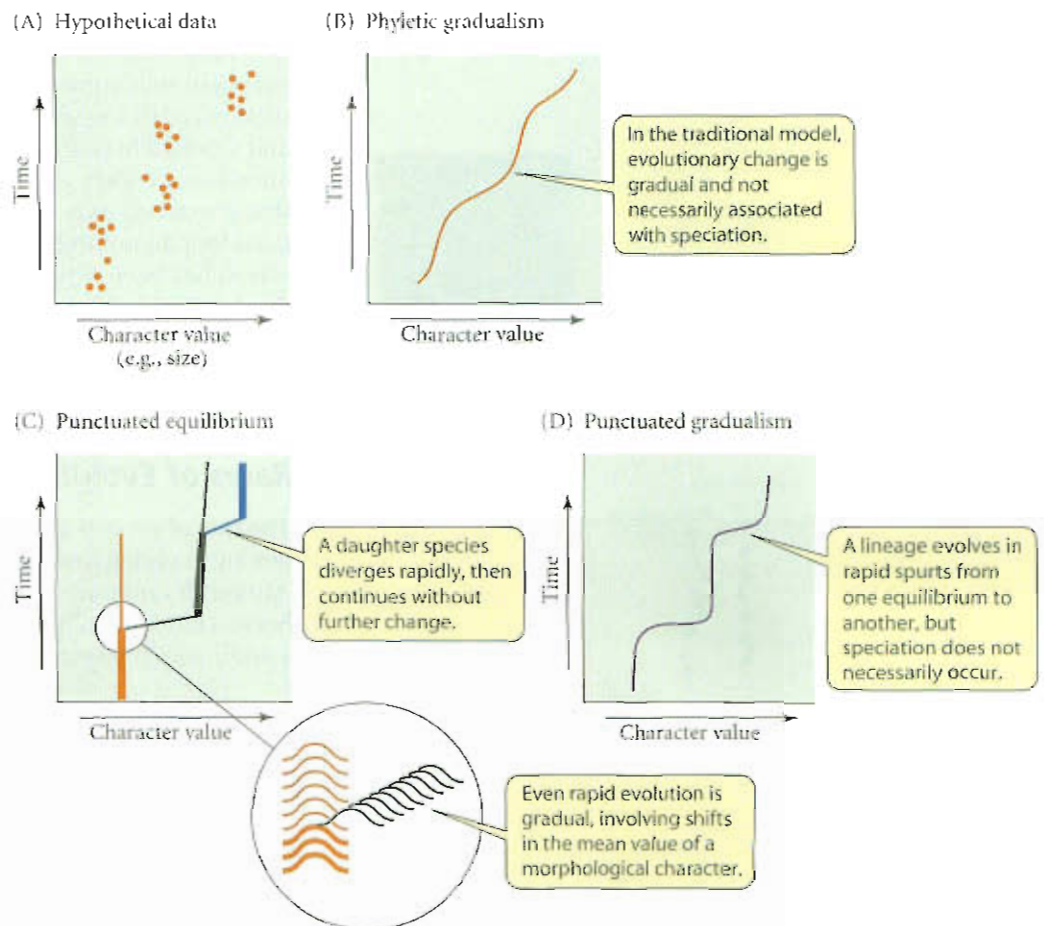 (A) Hypothetical data
(B) Phyletic gradualism
Time
Character value
(e.g., size)
Time
Character value
In the traditional model,
evolutionary change is
gradual and not
necessarily associated
with speciation.
(C) Punctuated equilibrium
(D) Punctuated gradualism
Time
Character value
A daughter species
diverges rapidly, then
continues without
further change.
Time
Character value
A lineage evolves in
rapid spurts from
one equilibrium to
another, but
speciation does not
necessarily occur.
Even rapid evolution is
gradual, involving shifts
in the mean value of a
morphological character.